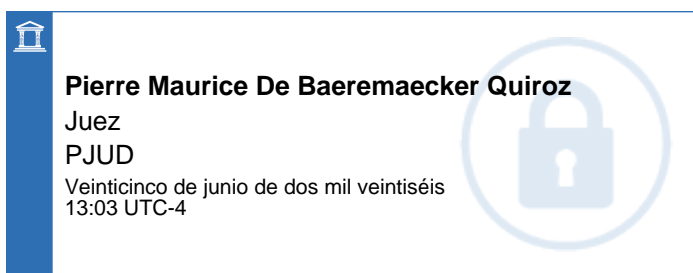 Pierre Maurice De Baeremaecker Quiroz
Juez
PJUD
Veinticinco de junio de dos mil veintiséis
13:03 UTC-4